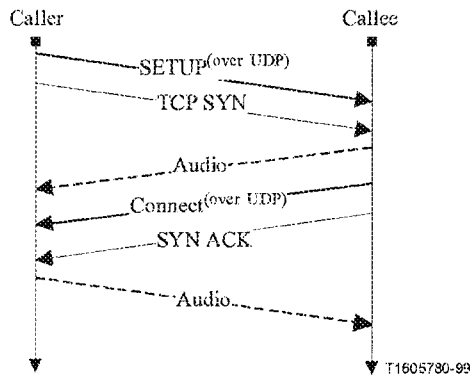 Caller Callee
SETUP(over UDP)
TCP SYN
Audio
Connect(over UDP)
SYN ACK
Audio
T1605780-99